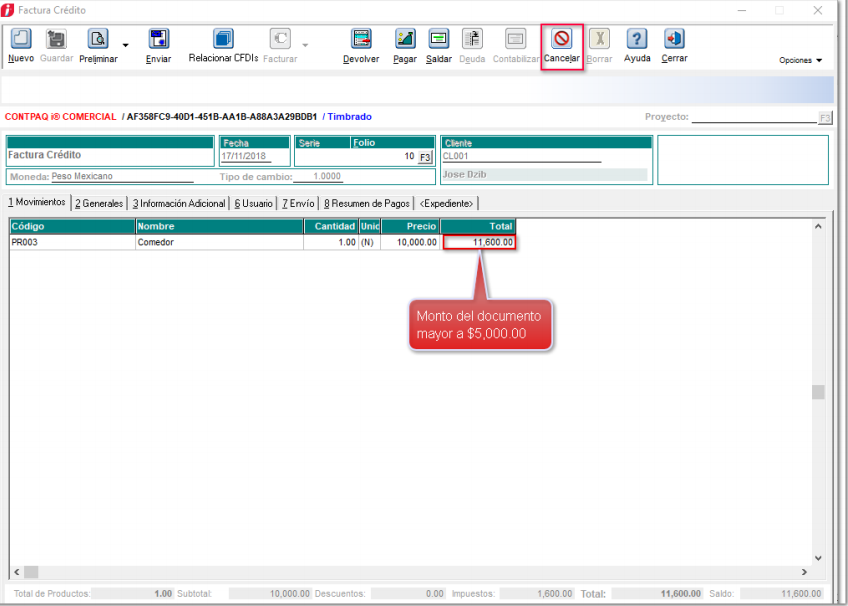 Factura Crédito
Nuevo Guardar Preliminar Enviar Relacionar CFDIs Facturar Devolver Pagar Saldar Deuda Contabilizar Cancelar Borrar Ayuda Cerrar Opciones
CONTPAQ i® COMERCIAL / AF358FC9-40D1-451B-AA1B-A88A3A29BDB1 / Timbrado Proyecto: F3
Fecha Serie Folio Cliente
Factura Crédito 17/11/2018 10 F3 CL001
Moneda: Peso Mexicano Tipo de cambio: 1.0000 Jose Dzib
1 Movimientos 2 Generales 3 Información Adicional 6 Usuario 7 Envío 8 Resumen de Pagos <Expediente>
Código Nombre Cantidad Unic Precio Total
PR003 Comedor 1.00 (N) 10,000.00 11,600.00
Monto del documento
mayor a $5,000.00
Total de Productos: 1.00 Subtotal: 10,000.00 Descuentos: 0.00 Impuestos: 1,600.00 Total: 11,600.00 Saldo: 11,600.00